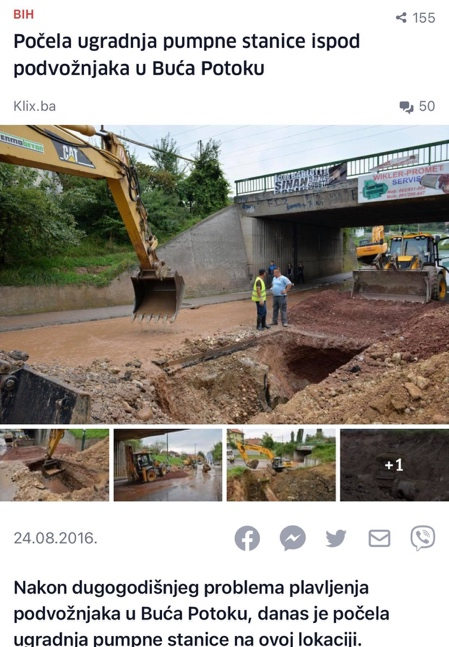 BIH
155
Počela ugradnja pumpne stanice ispod
podvožnjaka u Buća Potoku
Klix.ba
50
CAT
WIKLER-PROMET
SERVIS
+1
24.08.2016.
Nakon dugogodišnjeg problema plavljenja
podvožnjaka u Buća Potoku, danas je počela
ugradnja pumpne stanice na ovoj lokaciji.